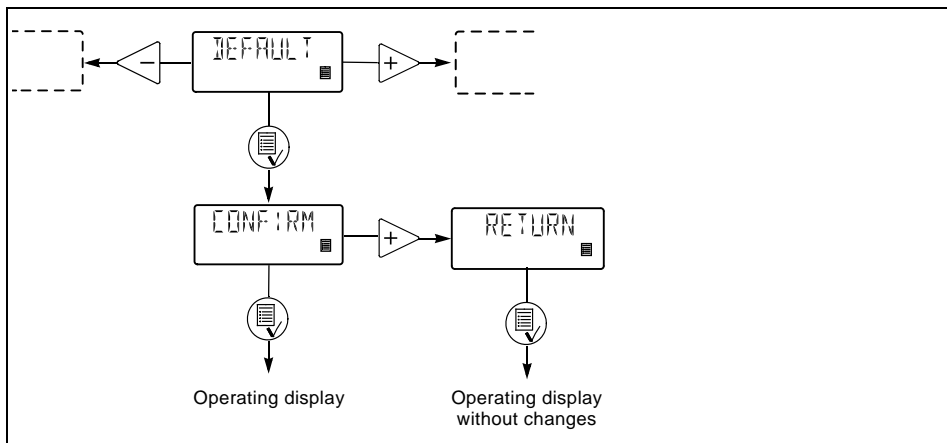 DEFAULT
−
+
CONFIRM
+
RETURN
Operating display
Operating display
without changes